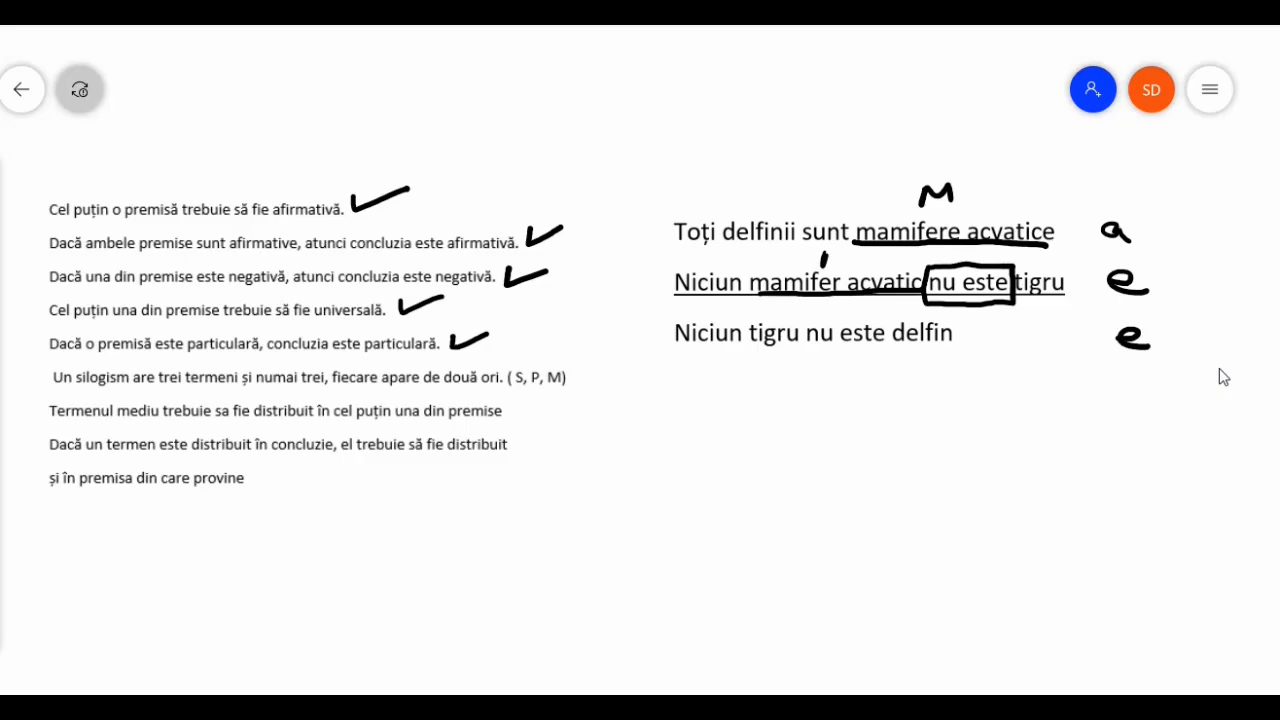 SD
Cel puțin o premisă trebuie să fie afirmativă.
Dacă ambele premise sunt afirmative, atunci concluzia este afirmativă.
Dacă una din premise este negativă, atunci concluzia este negativă.
Cel puțin una din premise trebuie să fie universală.
Dacă o premisă este particulară, concluzia este particulară.
Un silogism are trei termeni și numai trei, fiecare apare de două ori. ( S, P, M)
Termenul mediu trebuie sa fie distribuit în cel puțin una din premise
Dacă un termen este distribuit în concluzie, el trebuie să fie distribuit
și în premisa din care provine
M
Toți delfinii sunt mamifere acvatice a
Niciun mamifer acvatic nu este tigru e
Niciun tigru nu este delfin e